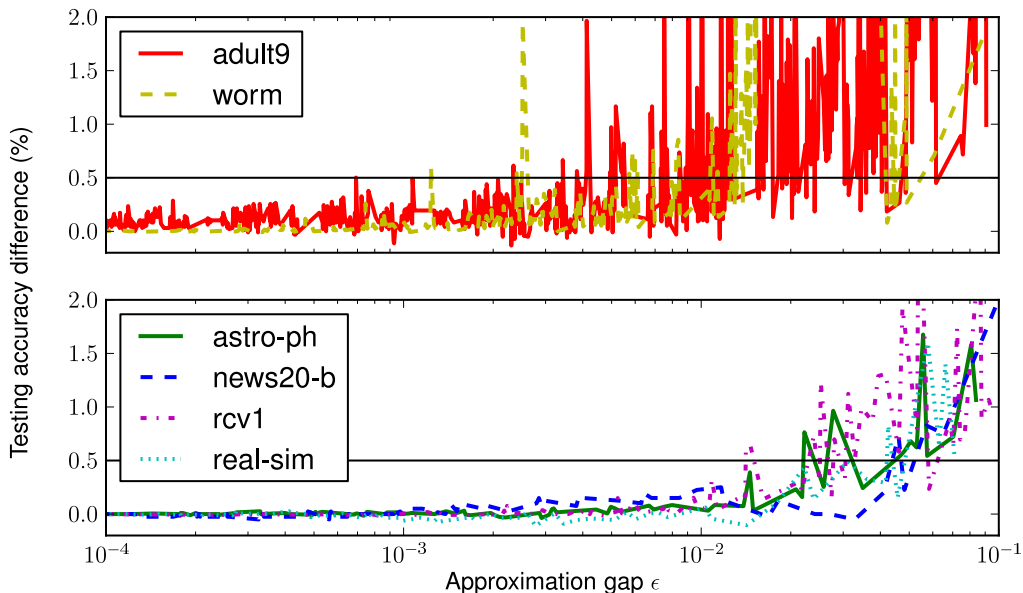 2.0
1.5
1.0
0.5
0.0
adult9
worm
Testing accuracy difference (%)
2.0
1.5
1.0
0.5
0.0
astro-ph
news20-b
rcv1
real-sim
10⁻⁴
10⁻³
10⁻²
10⁻¹
Approximation gap ϵ